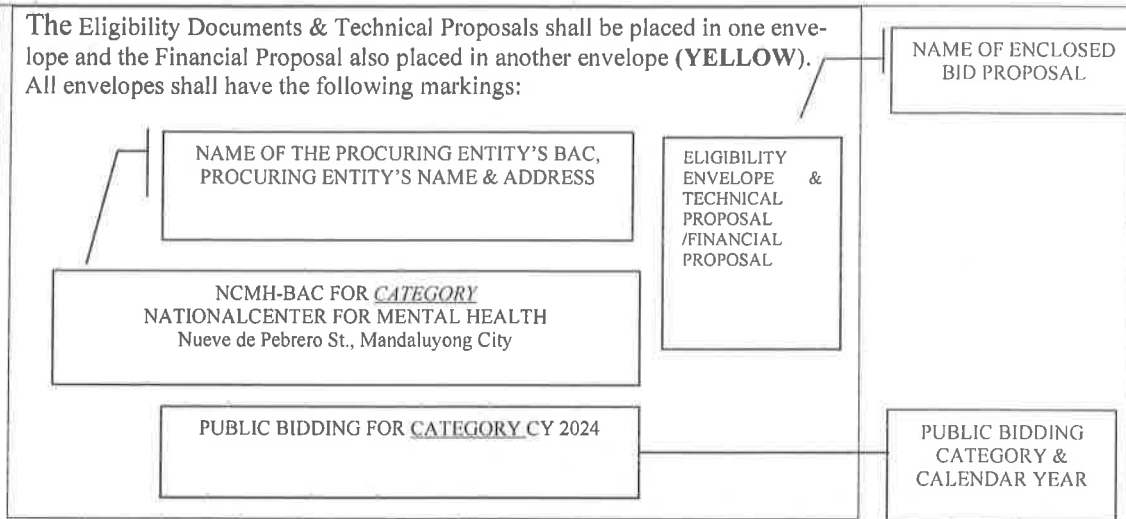 The Eligibility Documents & Technical Proposals shall be placed in one enve-
lope and the Financial Proposal also placed in another envelope (YELLOW).
All envelopes shall have the following markings:
NAME OF ENCLOSED
BID PROPOSAL
NAME OF THE PROCURING ENTITY'S BAC,
PROCURING ENTITY'S NAME & ADDRESS
ELIGIBILITY
ENVELOPE &
TECHNICAL
PROPOSAL
/FINANCIAL
PROPOSAL
NCMH-BAC FOR CATEGORY
NATIONALCENTER FOR MENTAL HEALTH
Nueve de Pebrero St., Mandaluyong City
PUBLIC BIDDING FOR CATEGORY CY 2024
PUBLIC BIDDING
CATEGORY &
CALENDAR YEAR